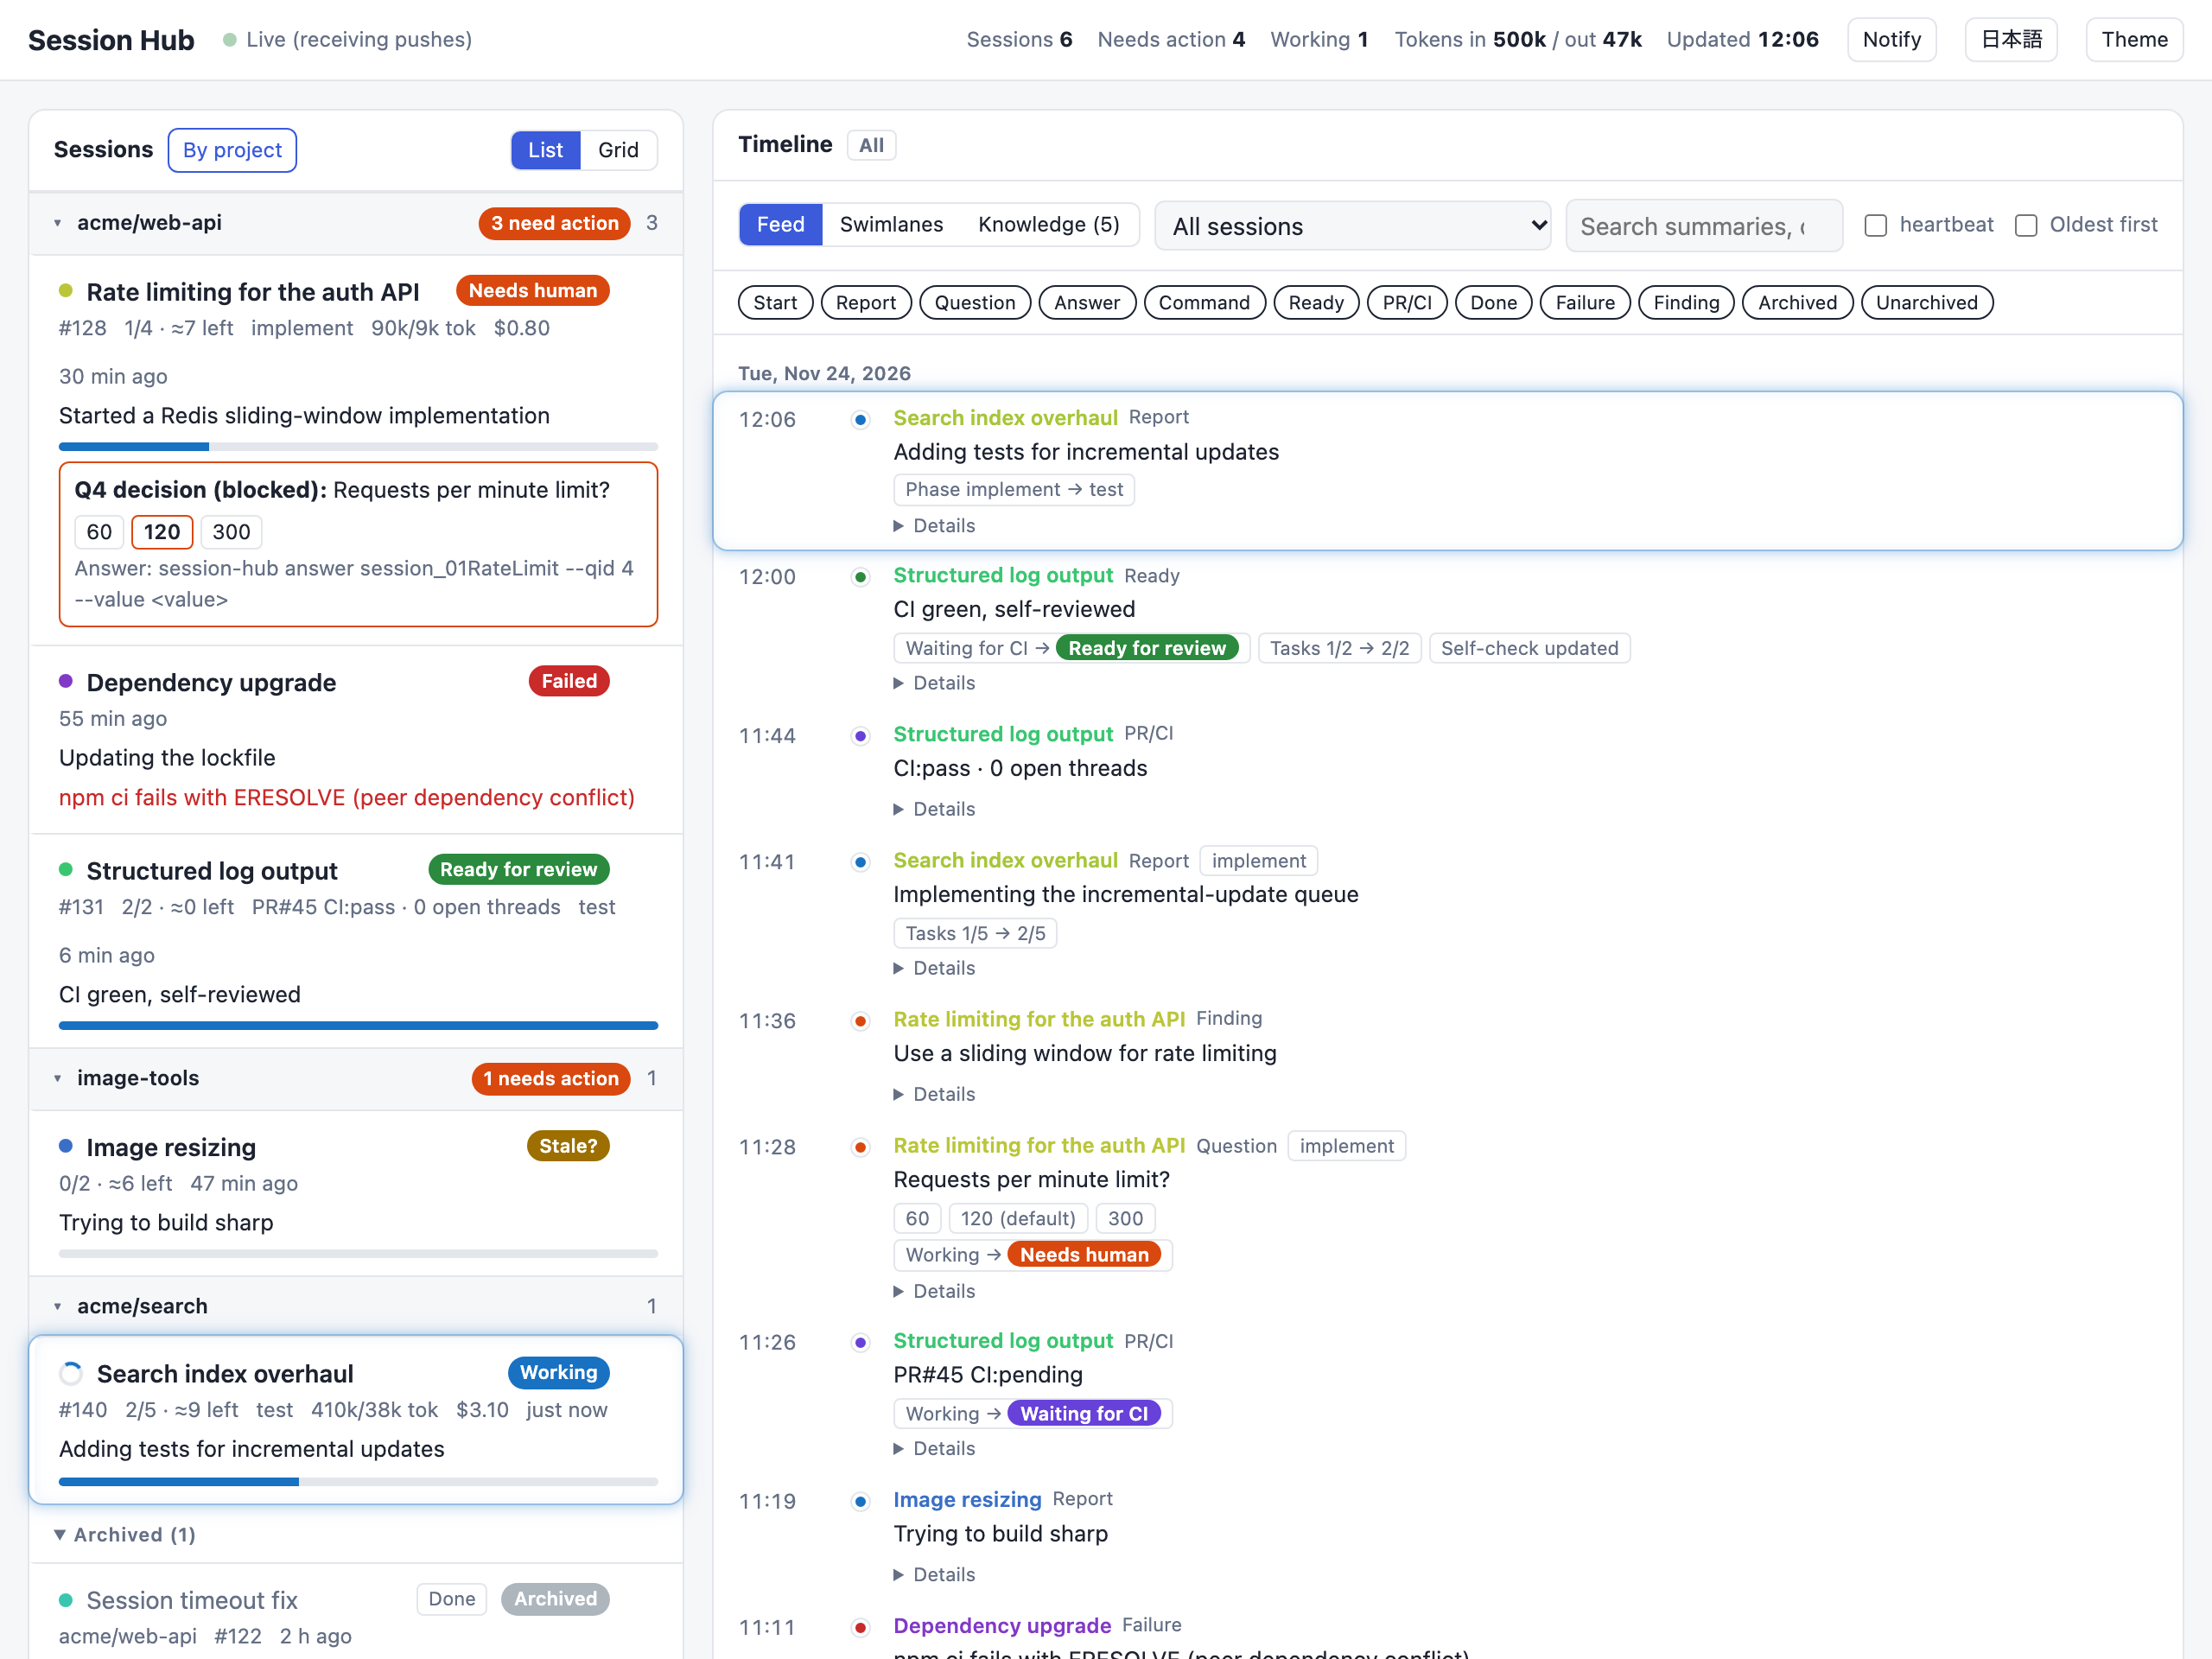 Session Hub
Live (receiving pushes)
Sessions 6 Needs action 4 Working 1 Tokens in 500k / out 47k Updated 12:06
Notify
日本語
Theme
Sessions
By project
List
Grid
▾ acme/web-api 3 need action 3
Rate limiting for the auth API Needs human
#128 1/4 · ≈7 left implement 90k/9k tok $0.80
30 min ago
Started a Redis sliding-window implementation
Q4 decision (blocked): Requests per minute limit?
60 120 300
Answer: session-hub answer session_01RateLimit --qid 4
--value <value>
Dependency upgrade Failed
55 min ago
Updating the lockfile
npm ci fails with ERESOLVE (peer dependency conflict)
Structured log output Ready for review
#131 2/2 · ≈0 left PR#45 CI:pass · 0 open threads test
6 min ago
CI green, self-reviewed
▾ image-tools 1 needs action 1
Image resizing Stale?
0/2 · ≈6 left 47 min ago
Trying to build sharp
▾ acme/search 1
Search index overhaul Working
#140 2/5 · ≈9 left test 410k/38k tok $3.10 just now
Adding tests for incremental updates
▼ Archived (1)
Session timeout fix Done Archived
acme/web-api #122 2 h ago
Timeline All
Feed Swimlanes Knowledge (5) All sessions Search summaries, heartbeat Oldest first
Start Report Question Answer Command Ready PR/CI Done Failure Finding Archived Unarchived
Tue, Nov 24, 2026
12:06 Search index overhaul Report
Adding tests for incremental updates
Phase implement → test
▶ Details
12:00 Structured log output Ready
CI green, self-reviewed
Waiting for CI → Ready for review Tasks 1/2 → 2/2 Self-check updated
▶ Details
11:44 Structured log output PR/CI
CI:pass · 0 open threads
▶ Details
11:41 Search index overhaul Report implement
Implementing the incremental-update queue
Tasks 1/5 → 2/5
▶ Details
11:36 Rate limiting for the auth API Finding
Use a sliding window for rate limiting
▶ Details
11:28 Rate limiting for the auth API Question implement
Requests per minute limit?
60 120 (default) 300
Working → Needs human
▶ Details
11:26 Structured log output PR/CI
PR#45 CI:pending
Working → Waiting for CI
▶ Details
11:19 Image resizing Report
Trying to build sharp
▶ Details
11:11 Dependency upgrade Failure
npm ci fails with ERESOLVE (peer dependency conflict)